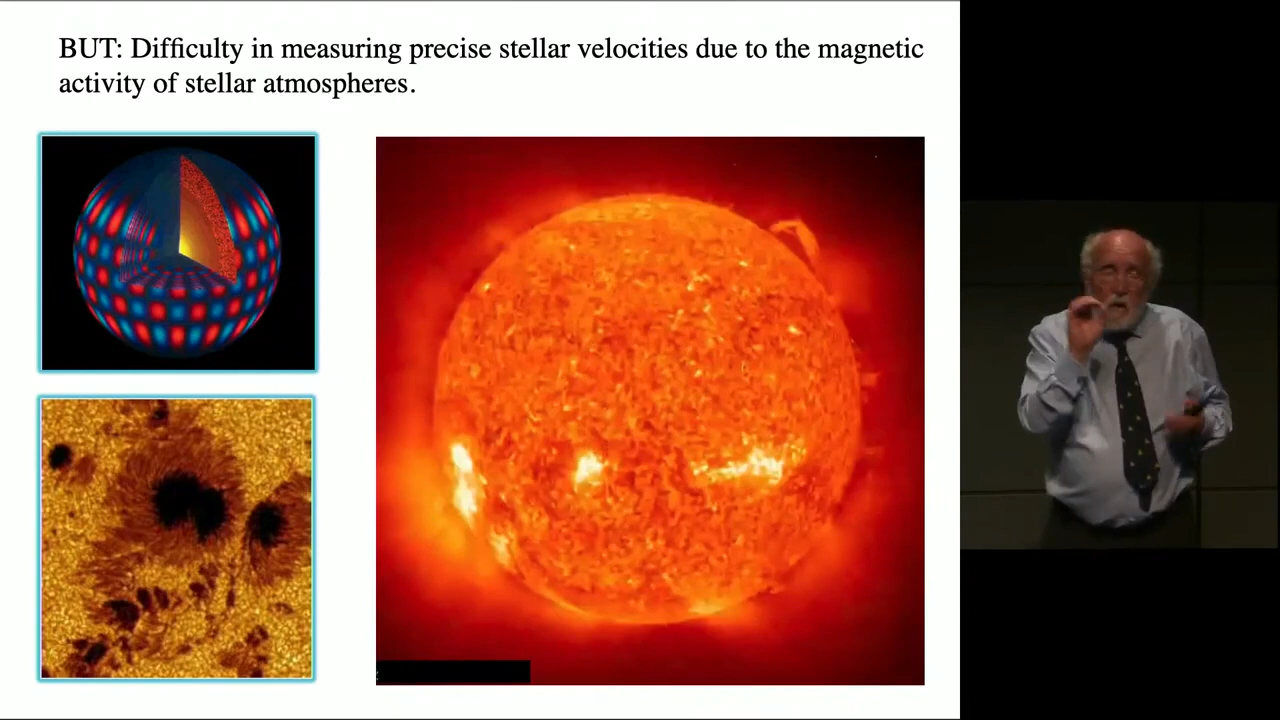 BUT: Difficulty in measuring precise stellar velocities due to the magnetic
activity of stellar atmospheres.